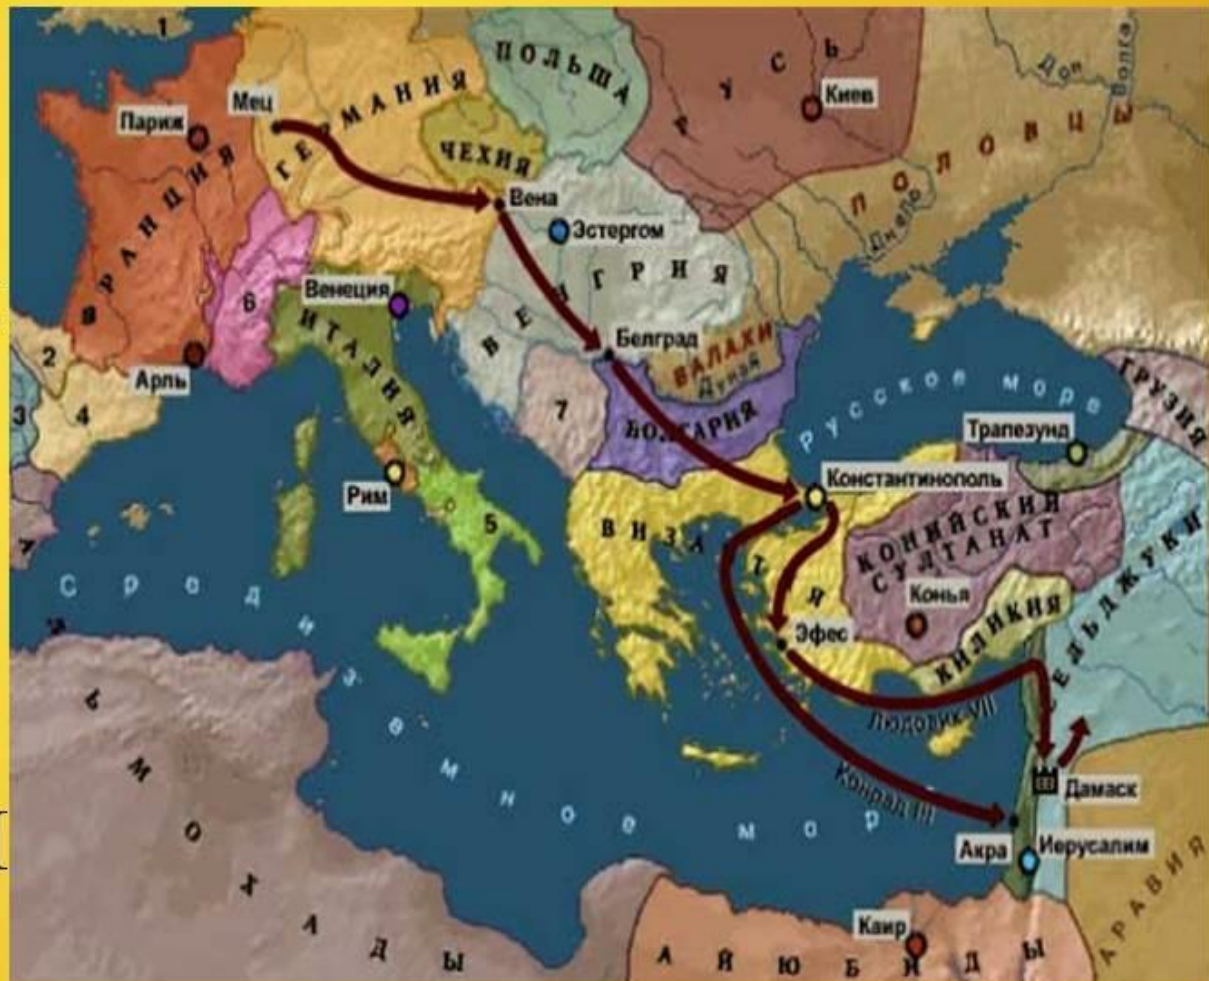 1
ПОЛЬША
РУСЬ
Киев
Дон
Волга
Мец
ГЕРМАНИЯ
Париж
ФРАНЦИЯ
ЧЕХИЯ
ПОЛОВЦЫ
Днепр
Вена
Эстергом
ВЕНГРИЯ
Венеция
6
ИТАЛИЯ
2
3
4
Арль
Белград
ВАЛАХИ
Дунай
7
БОЛГАРИЯ
Русское море
ГРУЗИЯ
Трапезунд
Рим
5
Константинополь
ВИЗАНТИЯ
КОНИЙСКИЙ
СУЛТАНАТ
Конья
КИЛИКИЯ
СЕЛЬДЖУКИ
Эфес
Средиземное мор
Людовик VII
Конрад III
Дамаск
Акра
Иерусалим
АРАВИЯ
АЛЬМОХАДЫ
Каир
АЙЮБИДЫ